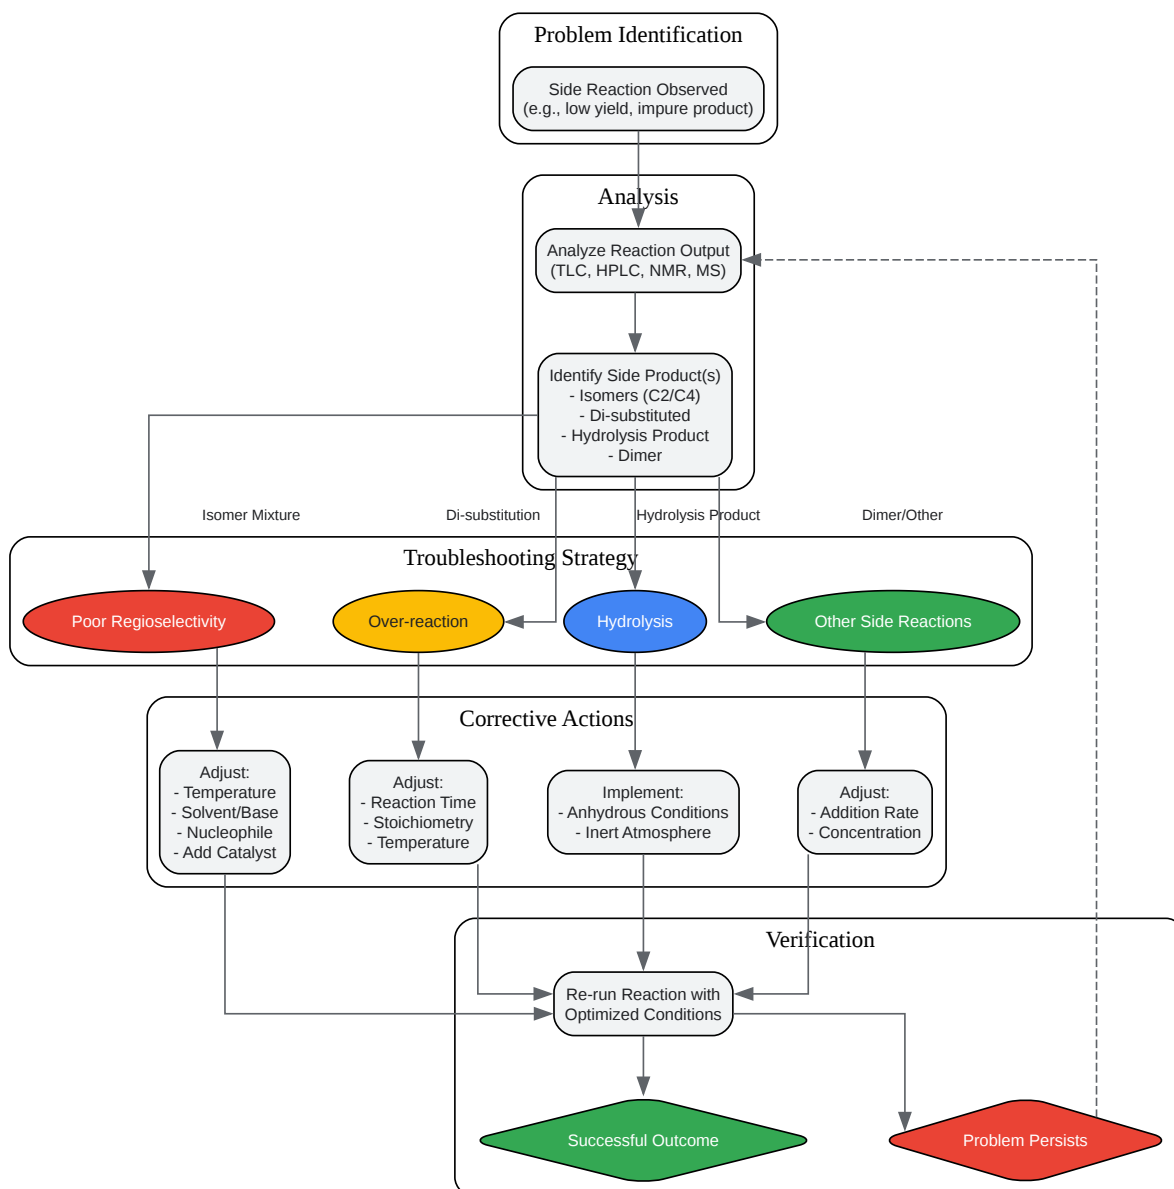 Problem Identification
Side Reaction Observed
(e.g., low yield, impure product)
Analysis
Analyze Reaction Output
(TLC, HPLC, NMR, MS)
Identify Side Product(s)
- Isomers (C2/C4)
- Di-substituted
- Hydrolysis Product
- Dimer
Isomer Mixture
Di-substitution
Hydrolysis Product
Dimer/Other
Troubleshooting Strategy
Poor Regioselectivity
Over-reaction
Hydrolysis
Other Side Reactions
Corrective Actions
Adjust:
- Temperature
- Solvent/Base
- Nucleophile
- Add Catalyst
Adjust:
- Reaction Time
- Stoichiometry
- Temperature
Implement:
- Anhydrous Conditions
- Inert Atmosphere
Adjust:
- Addition Rate
- Concentration
Verification
Re-run Reaction with
Optimized Conditions
Successful Outcome
Problem Persists